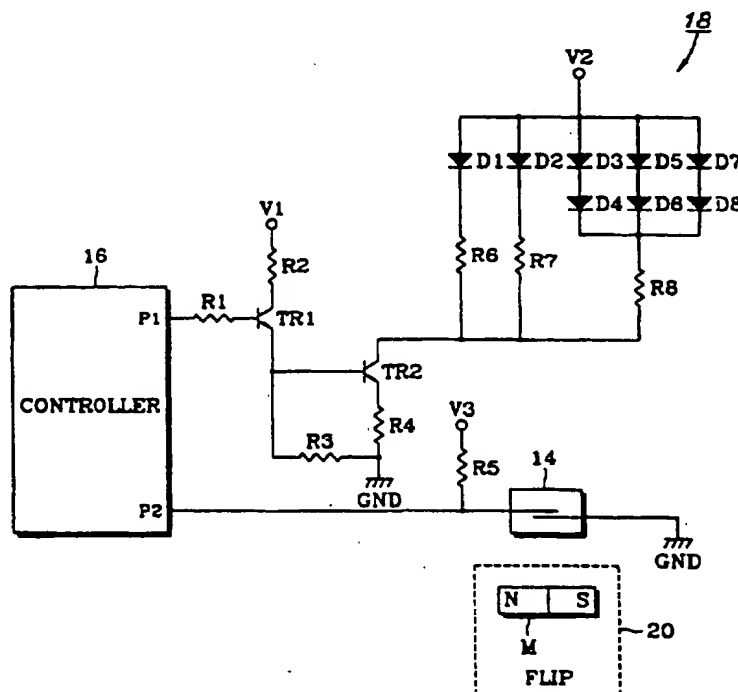 18
V2
D1 D2 D3 D5 D7
D4 D6 D8
V1
16
R2
R6 R7
R8
P1
R1
TR1
TR2
CONTROLLER
V3
R4
R3
R5
14
GND
P2
GND
N S
20
M
FLIP